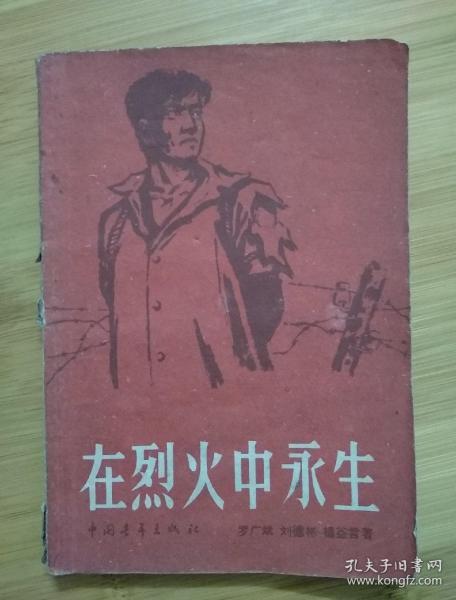 在烈火中永生
中国青年出版社 罗广斌 刘德彬 杨益言著
孔夫子旧书网
www.kongfz.com